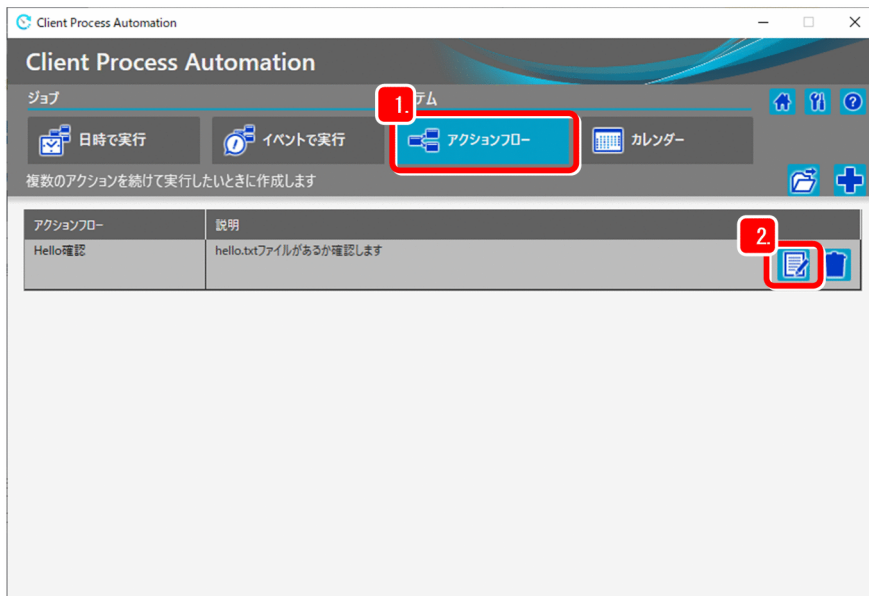 Client Process Automation
Client Process Automation
ジョブ
1.
テム
日時で実行
イベントで実行
アクションフロー
カレンダー
複数のアクションを続けて実行したいときに作成します
アクションフロー 説明
2.
Hello確認 hello.txtファイルがあるか確認します